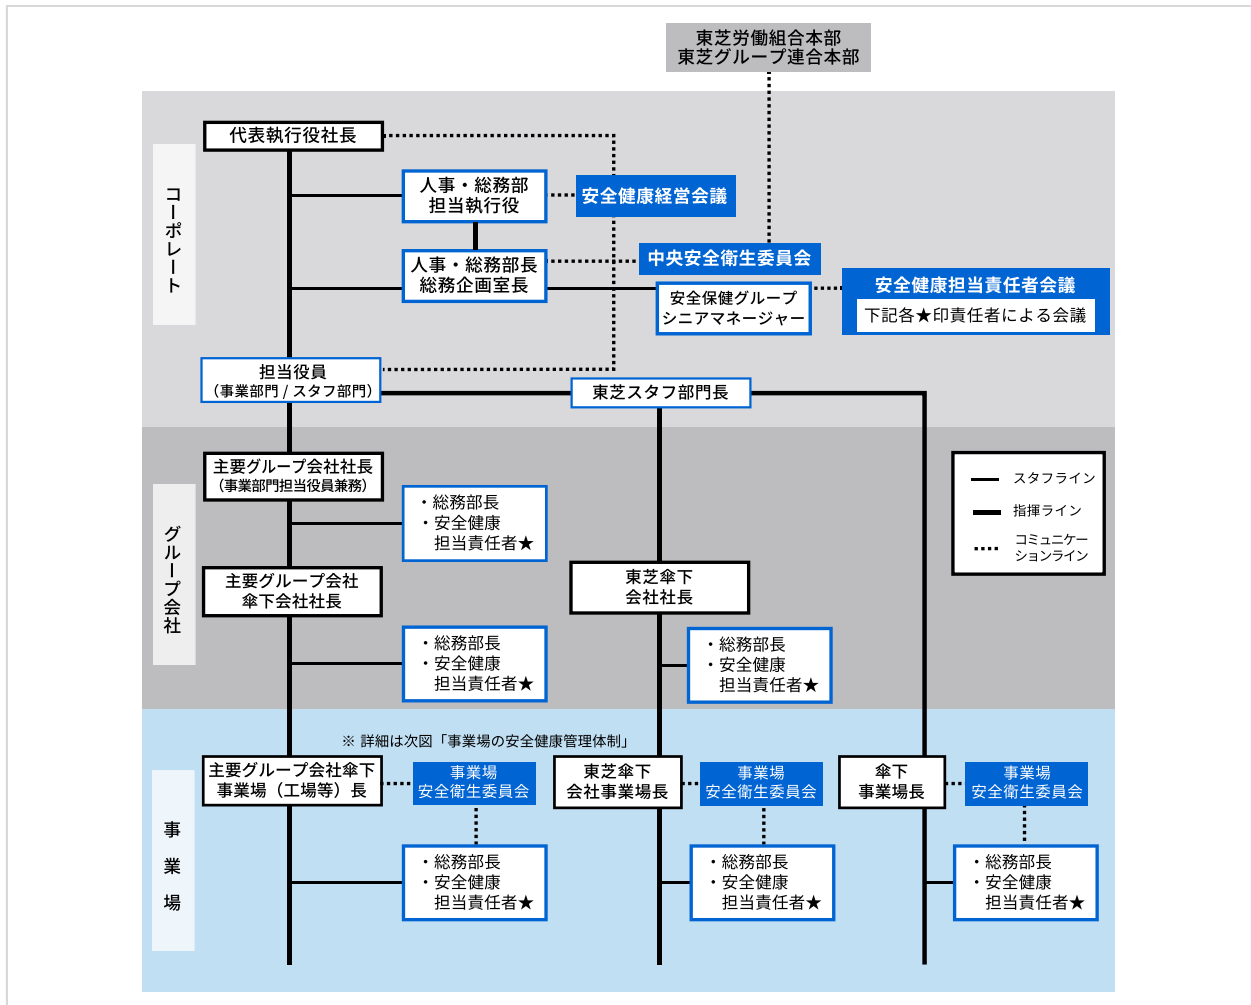 東芝労働組合本部
東芝グループ連合本部
コーポレート
代表執行役社長
人事・総務部
担当執行役
安全健康経営会議
人事・総務部長
総務企画室長
中央安全衛生委員会
安全保健グループ
シニアマネージャー
安全健康担当責任者会議
下記各★印責任者による会議
担当役員
（事業部門 / スタフ部門）
東芝スタフ部門長
グループ会社
主要グループ会社社長
（事業部門担当役員兼務）
・総務部長
・安全健康
担当責任者★
主要グループ会社
傘下会社社長
・総務部長
・安全健康
担当責任者★
東芝傘下
会社社長
・総務部長
・安全健康
担当責任者★
スタフライン
指揮ライン
コミュニケー
ションライン
※ 詳細は次図「事業場の安全健康管理体制」
事業場
主要グループ会社傘下
事業場（工場等）長
事業場
安全衛生委員会
・総務部長
・安全健康
担当責任者★
東芝傘下
会社事業場長
事業場
安全衛生委員会
・総務部長
・安全健康
担当責任者★
傘下
事業場長
事業場
安全衛生委員会
・総務部長
・安全健康
担当責任者★